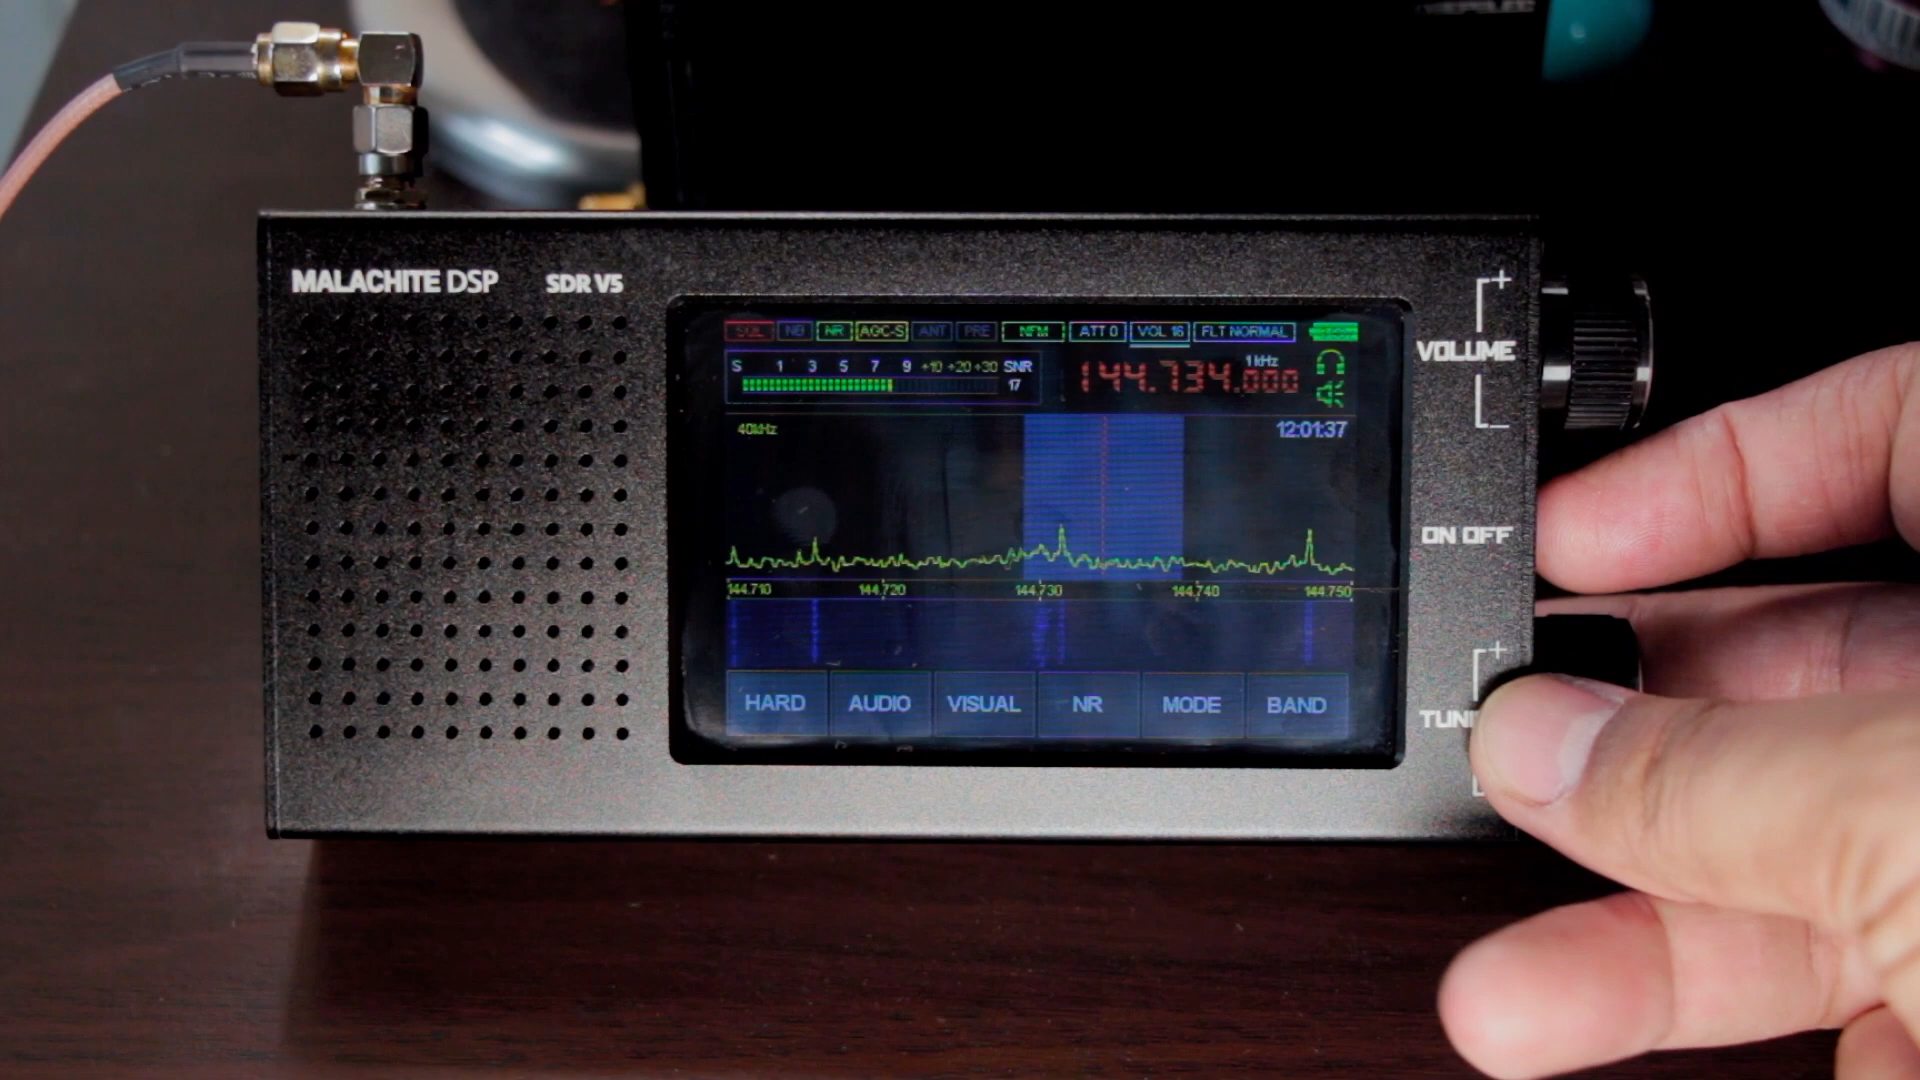 MALACHITE DSP SDR V5
SQL NB NR AGC-S ANT PRE NFM ATT 0 VOL 16 FLT NORMAL
S 1 3 5 7 9 +10 +20 +30 SNR
17
1 kHz
144.734.000
40kHz
12:01:37
144.710 144.720 144.730 144.740 144.750
HARD AUDIO VISUAL NR MODE BAND
+
VOLUME
-
ON OFF
+